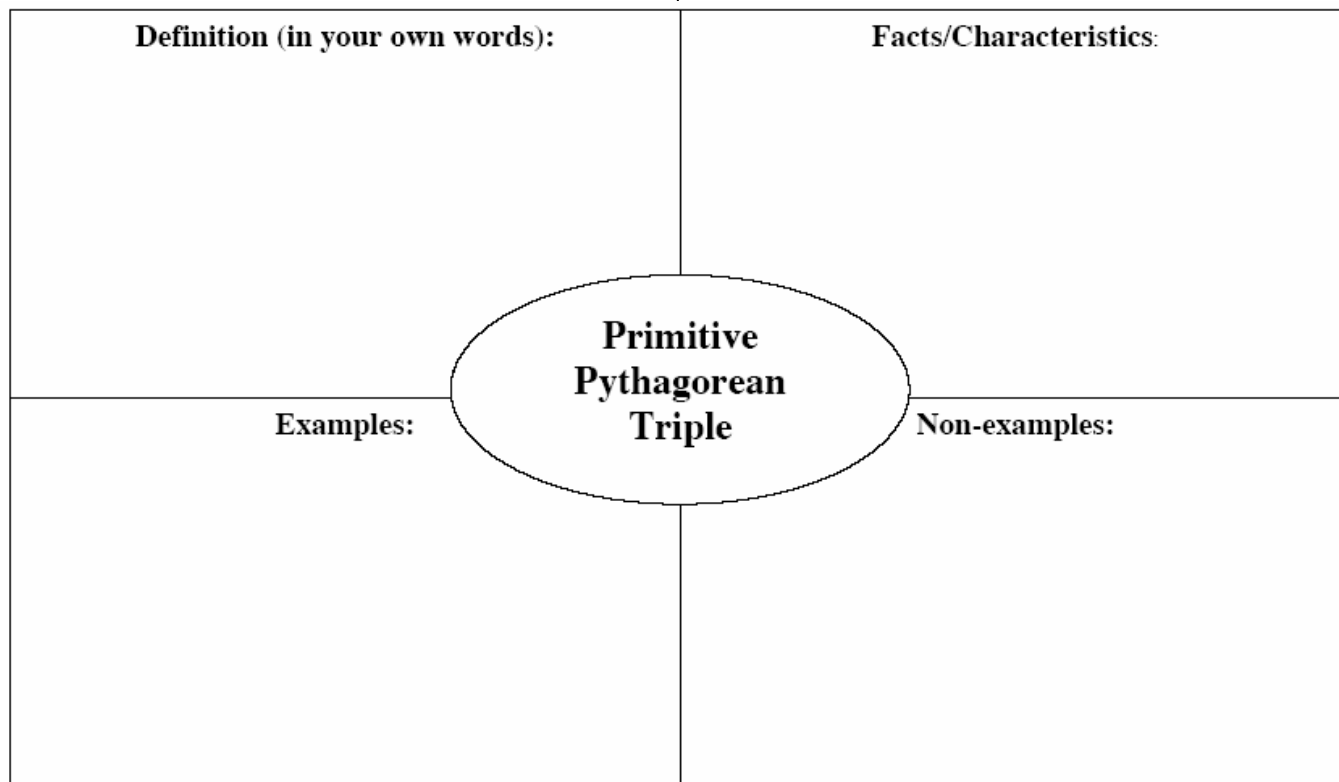 Definition (in your own words):
Facts/Characteristics:
Primitive
Pythagorean
Triple
Examples:
Non-examples: